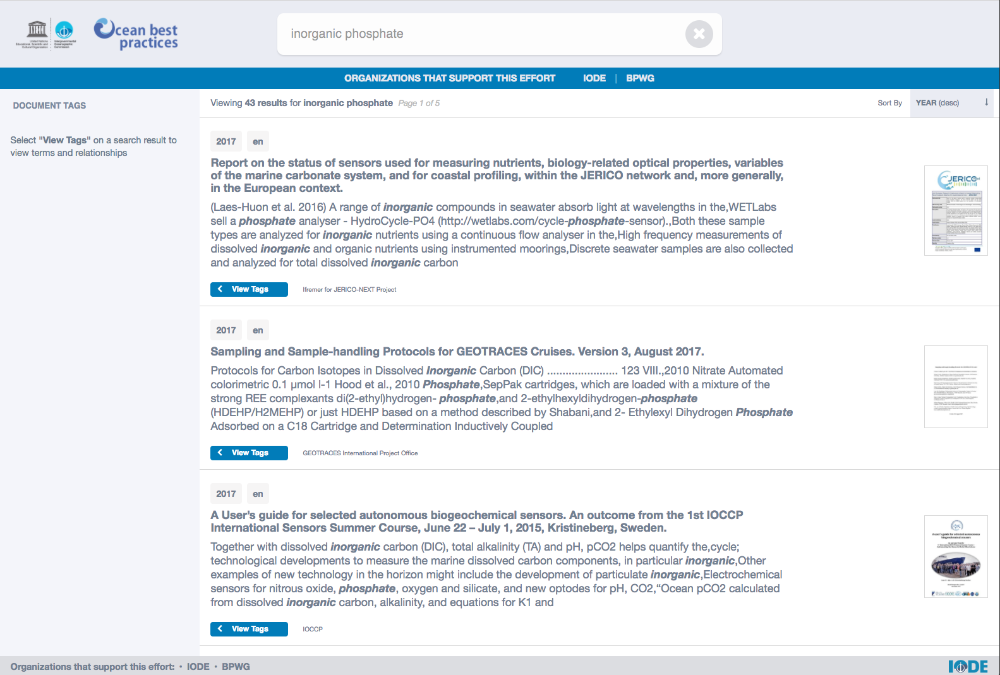 United Nations
Educational, Scientific and
Cultural Organization
Intergovernmental
Oceanographic
Commission
Ocean best
practices
inorganic phosphate
ORGANIZATIONS THAT SUPPORT THIS EFFORT IODE | BPWG
DOCUMENT TAGS
Select "View Tags" on a search result to
view terms and relationships
Viewing 43 results for inorganic phosphate Page 1 of 5
Sort By YEAR (desc) ↓
2017 en
Report on the status of sensors used for measuring nutrients, biology-related optical properties, variables
of the marine carbonate system, and for coastal profiling, within the JERICO network and, more generally,
in the European context.
(Laes-Huon et al. 2016) A range of inorganic compounds in seawater absorb light at wavelengths in the,WETLabs
sell a phosphate analyser - HydroCycle-PO4 (http://wetlabs.com/cycle-phosphate-sensor).,Both these sample
types are analyzed for inorganic nutrients using a continuous flow analyser in the,High frequency measurements of
dissolved inorganic and organic nutrients using instrumented moorings,Discrete seawater samples are also collected
and analyzed for total dissolved inorganic carbon
View Tags Ifremer for JERICO-NEXT Project
JERICO
2017 en
Sampling and Sample-handling Protocols for GEOTRACES Cruises. Version 3, August 2017.
Protocols for Carbon Isotopes in Dissolved Inorganic Carbon (DIC) ....................... 123 VIII.,2010 Nitrate Automated
colorimetric 0.1 µmol l-1 Hood et al., 2010 Phosphate,SepPak cartridges, which are loaded with a mixture of the
strong REE complexants di(2-ethyl)hydrogen- phosphate,and 2-ethylhexyldihydrogen-phosphate
(HDEHP/H2MEHP) or just HDEHP based on a method described by Shabani,and 2- Ethylexyl Dihydrogen Phosphate
Adsorbed on a C18 Cartridge and Determination Inductively Coupled
View Tags GEOTRACES International Project Office
2017 en
A User’s guide for selected autonomous biogeochemical sensors. An outcome from the 1st IOCCP
International Sensors Summer Course, June 22 – July 1, 2015, Kristineberg, Sweden.
Together with dissolved inorganic carbon (DIC), total alkalinity (TA) and pH, pCO2 helps quantify the,cycle;
technological developments to measure the marine dissolved carbon components, in particular inorganic,Other
examples of new technology in the horizon might include the development of particulate inorganic,Electrochemical
sensors for nitrous oxide, phosphate, oxygen and silicate, and new optodes for pH, CO2,“Ocean pCO2 calculated
from dissolved inorganic carbon, alkalinity, and equations for K1 and
View Tags IOCCP
A user's guide for selected autonomous
biogeochemical sensors
Organizations that support this effort: • IODE • BPWG
IODE